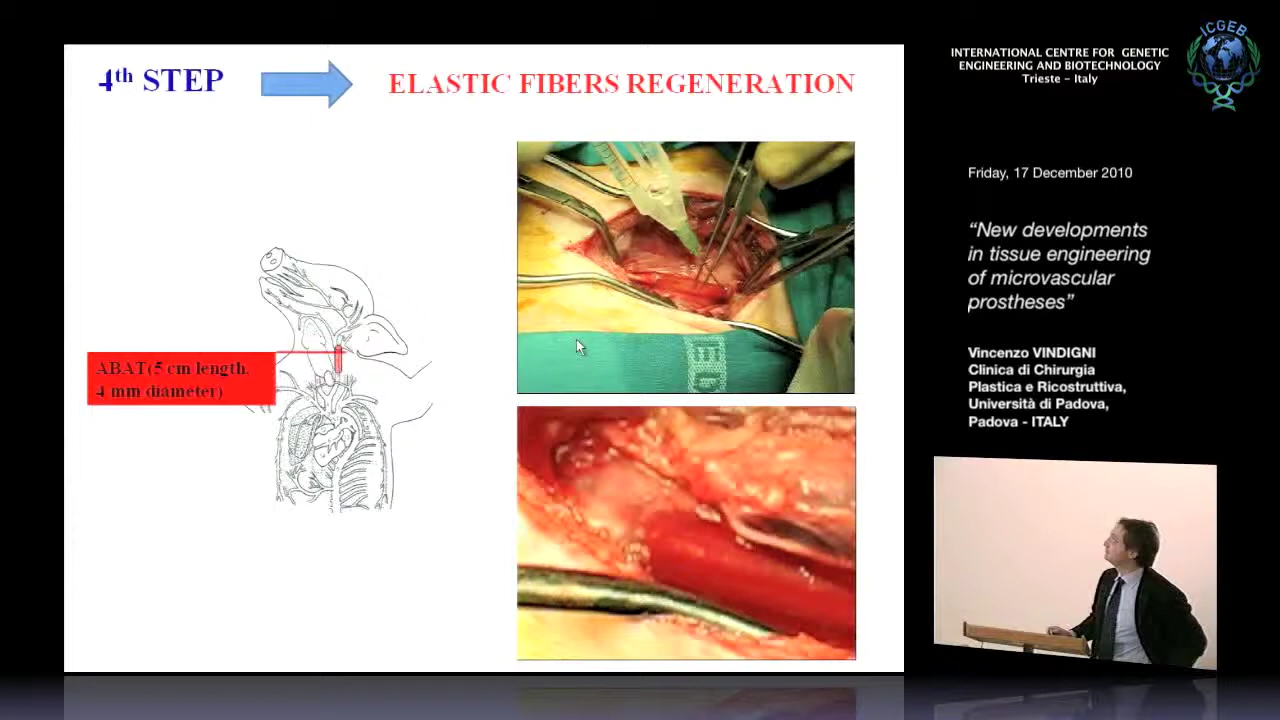 4th STEP
ELASTIC FIBERS REGENERATION
ABAT(5 cm length,
4 mm diameter)
ED
INTERNATIONAL CENTRE FOR GENETIC
ENGINEERING AND BIOTECHNOLOGY
Trieste – Italy
ICGEB
Friday, 17 December 2010
“New developments
in tissue engineering
of microvascular
prostheses”
Vincenzo VINDIGNI
Clinica di Chirurgia
Plastica e Ricostruttiva,
Università di Padova,
Padova - ITALY